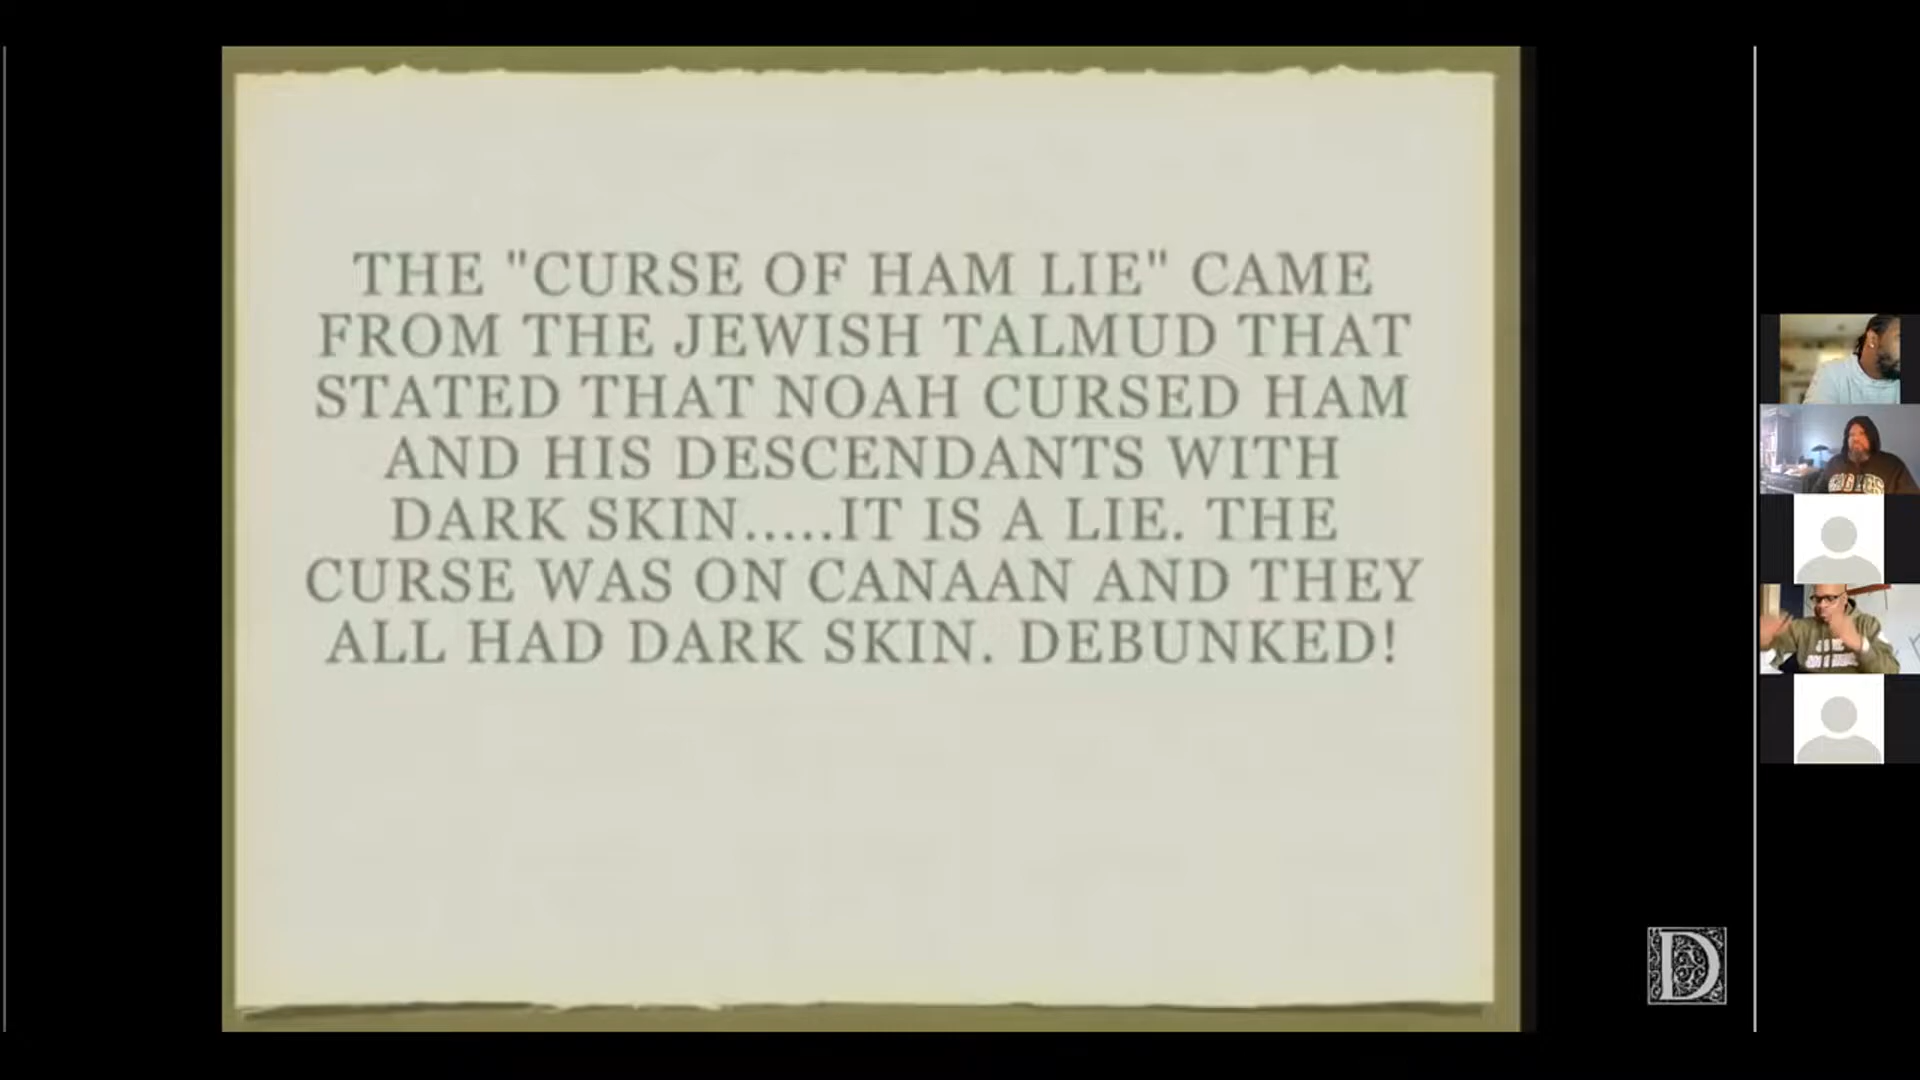 THE "CURSE OF HAM LIE" CAME
FROM THE JEWISH TALMUD THAT
STATED THAT NOAH CURSED HAM
AND HIS DESCENDANTS WITH
DARK SKIN.....IT IS A LIE. THE
CURSE WAS ON CANAAN AND THEY
ALL HAD DARK SKIN. DEBUNKED!
D